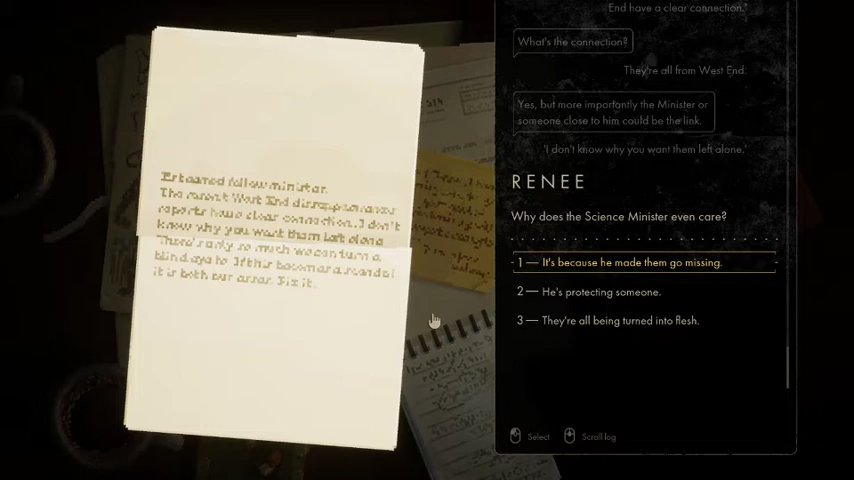 Esteemed fellow minister.
The recent West End disappearances
reports have clear connection. I don't
know why you want them left alone
There's only so much we can turn a
blind eye to. If this becomes a scandal
it is both our asses. Fix it.
End have a clear connection."
What's the connection?
They're all from West End.
Yes, but more importantly the Minister or
someone close to him could be the link.
'I don't know why you want them left alone.'
RENEE
Why does the Science Minister even care?
1 — It's because he made them go missing.
2 — He's protecting someone.
3 — They're all being turned into flesh.
Select
Scroll log